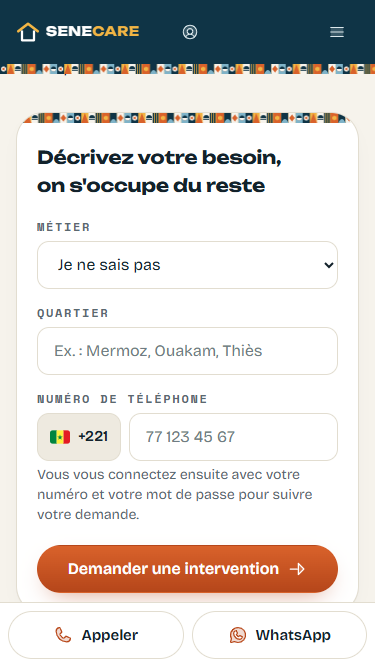 SENECARE
Décrivez votre besoin,
on s'occupe du reste
MÉTIER
Je ne sais pas
QUARTIER
Ex. : Mermoz, Ouakam, Thiès
NUMÉRO DE TÉLÉPHONE
+221
77 123 45 67
Vous vous connectez ensuite avec votre
numéro et votre mot de passe pour suivre
votre demande.
Demander une intervention
Appeler
WhatsApp